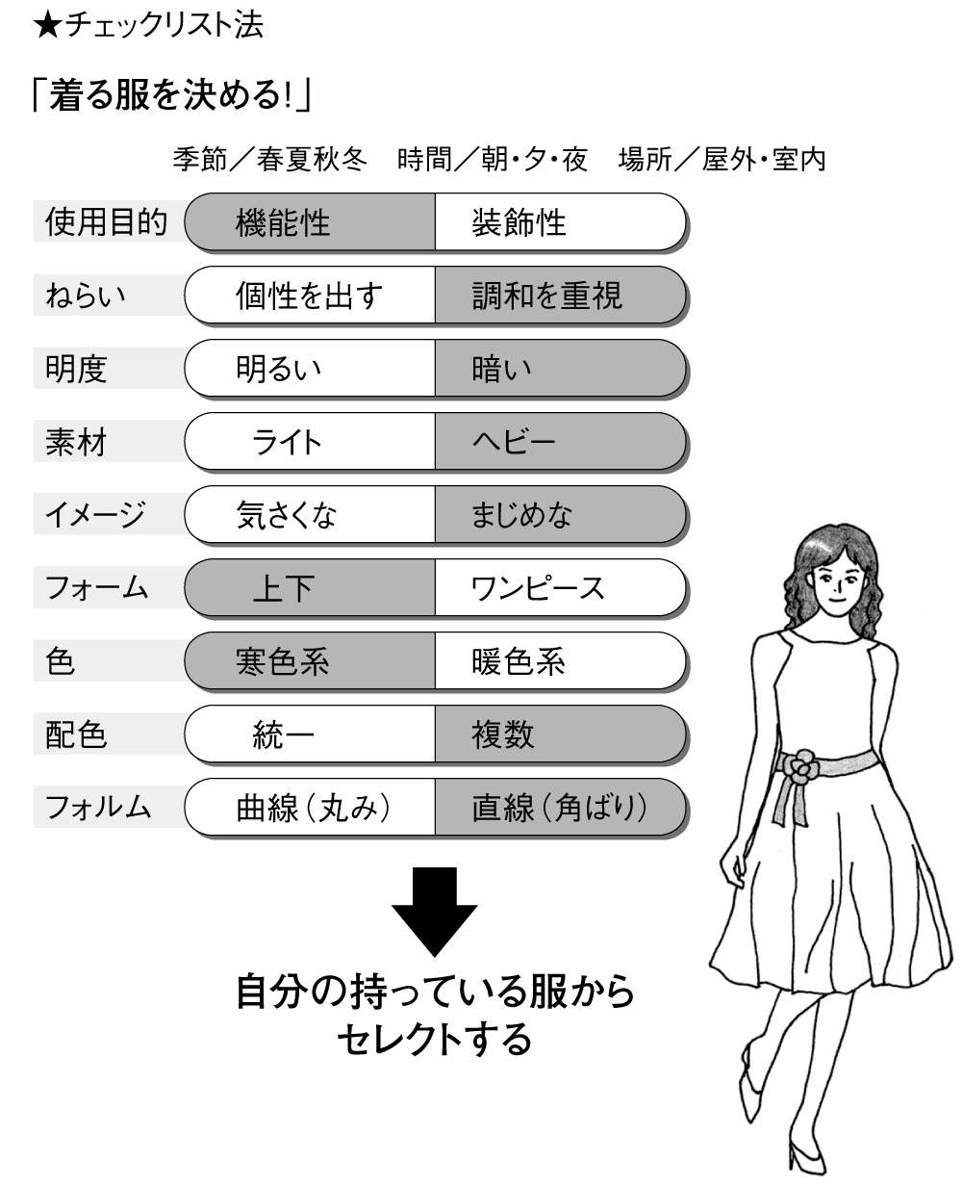 ★チェックリスト法
「着る服を決める!」
季節／春夏秋冬　時間／朝・夕・夜　場所／屋外・室内
使用目的　機能性　装飾性
ねらい　個性を出す　調和を重視
明度　明るい　暗い
素材　ライト　ヘビー
イメージ　気さくな　まじめな
フォーム　上下　ワンピース
色　寒色系　暖色系
配色　統一　複数
フォルム　曲線（丸み）　直線（角ばり）
自分の持っている服から
セレクトする